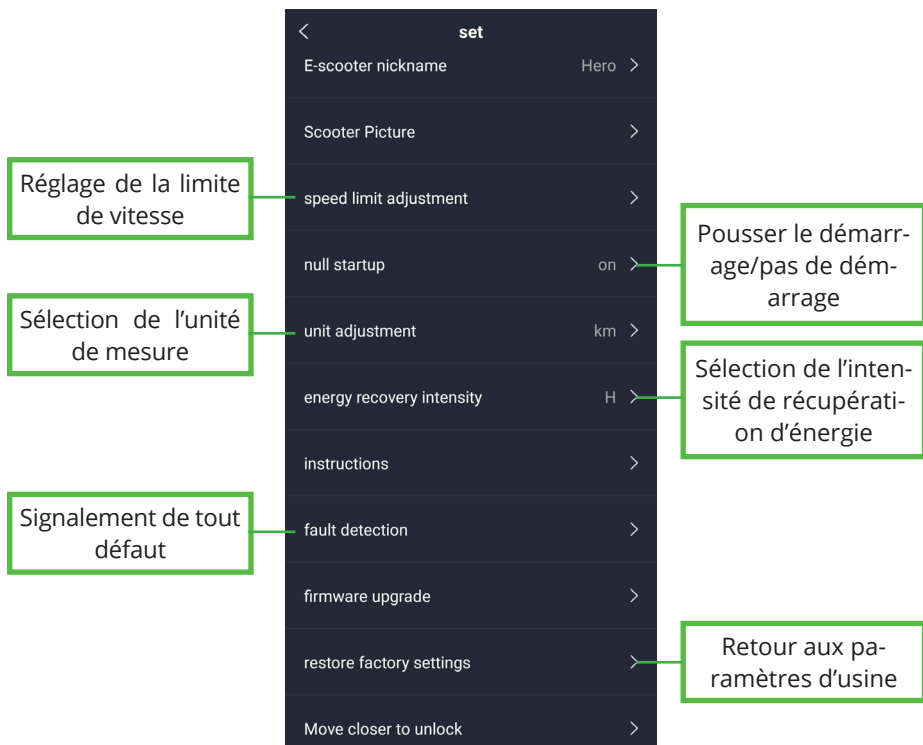 set
E-scooter nickname Hero
Scooter Picture
Réglage de la limite
de vitesse
speed limit adjustment
null startup on
Pousser le démarr-
age/pas de dém-
arrage
Sélection de l’unité
de mesure
unit adjustment km
energy recovery intensity H
Sélection de l’inten-
sité de récupérati-
on d’énergie
instructions
Signalement de tout
défaut
fault detection
firmware upgrade
restore factory settings
Retour aux pa-
ramètres d’usine
Move closer to unlock